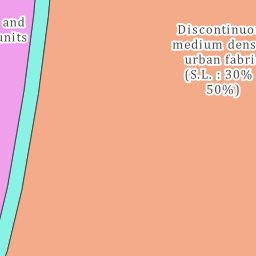 and
units
Discontinuo
medium dens
urban fabri
(S.L. : 30%
50%)